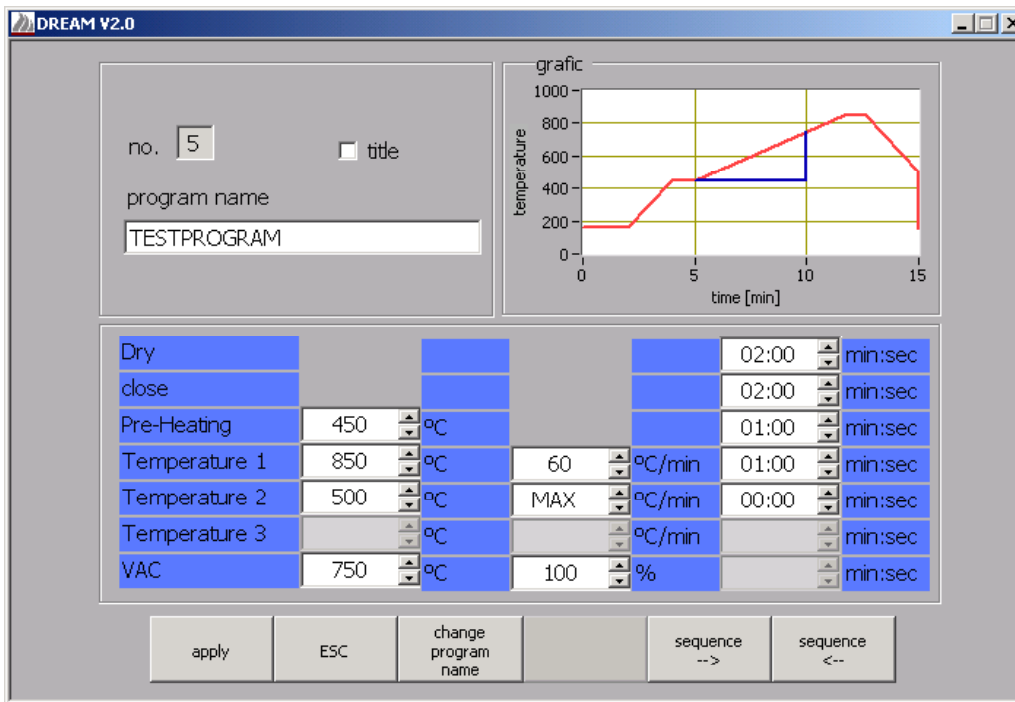 DREAM V2.0
no. 5
title
program name
TESTPROGRAM
grafic
1000
800
600
400
200
0
temperature
0 5 10 15
time [min]
Dry 02:00 min:sec
close 02:00 min:sec
Pre-Heating 450 ºC 01:00 min:sec
Temperature 1 850 ºC 60 ºC/min 01:00 min:sec
Temperature 2 500 ºC MAX ºC/min 00:00 min:sec
Temperature 3 ºC ºC/min min:sec
VAC 750 ºC 100 % min:sec
apply
ESC
change
program
name
sequence
-->
sequence
<--